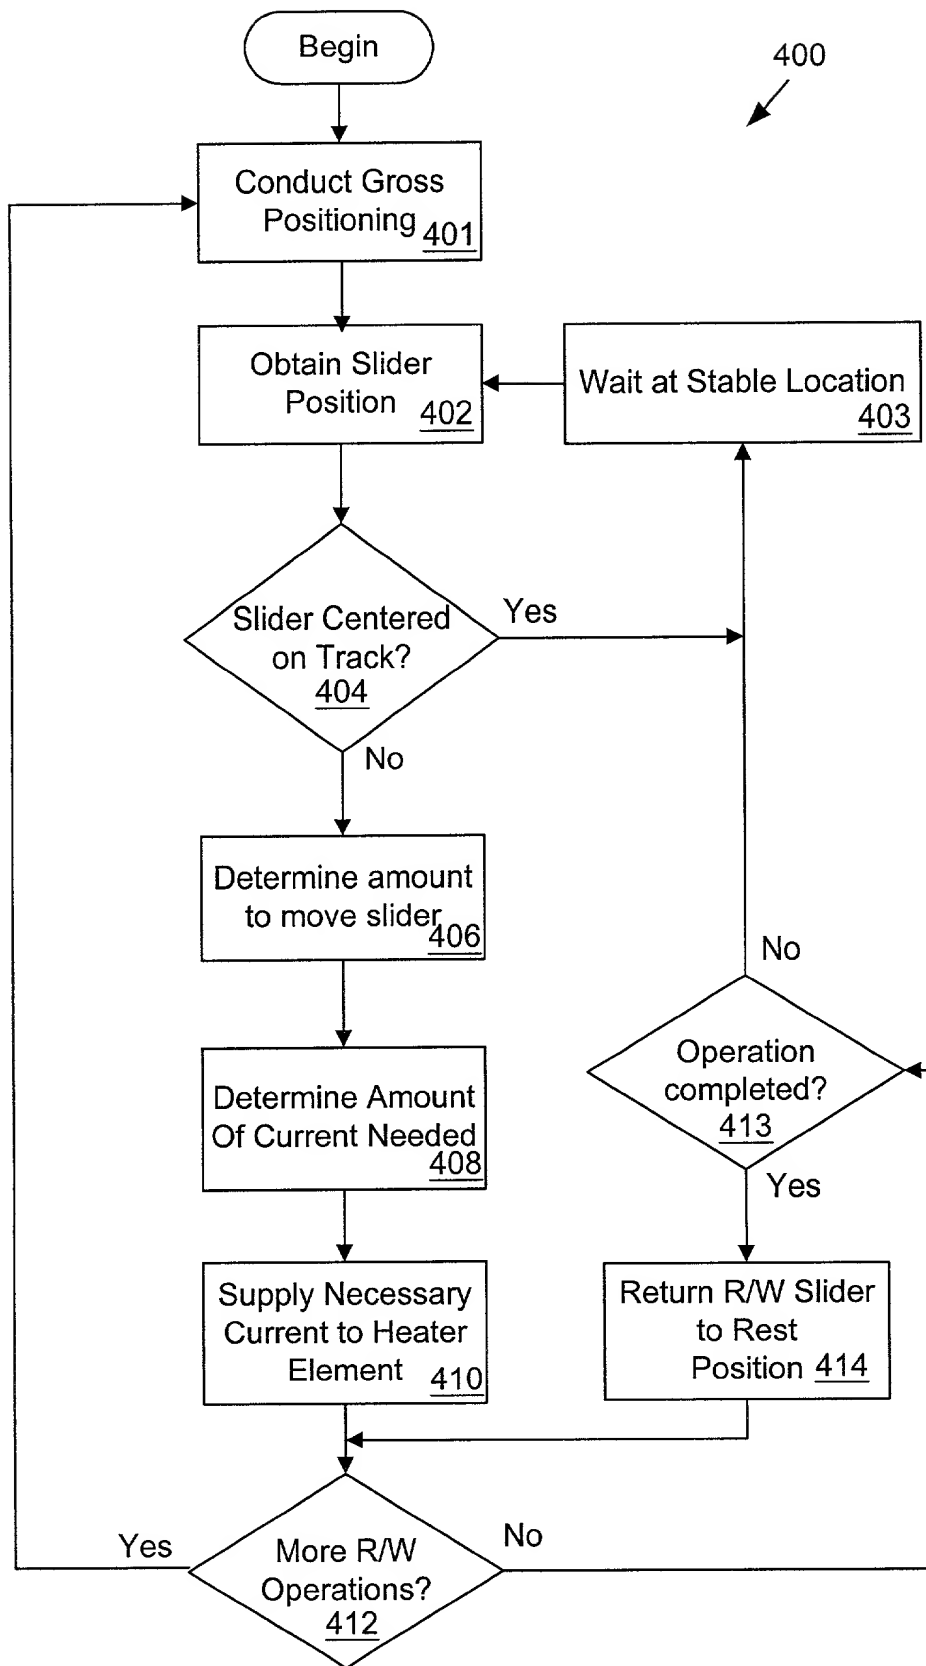 Begin
400
Conduct Gross
Positioning
401
Obtain Slider
Position
402
Wait at Stable Location
403
Slider Centered
on Track?
404
Yes
No
Determine amount
to move slider
406
No
Operation
completed?
413
Determine Amount
Of Current Needed
408
Yes
Supply Necessary
Current to Heater
Element
410
Return R/W Slider
to Rest
Position 414
Yes
No
More R/W
Operations?
412